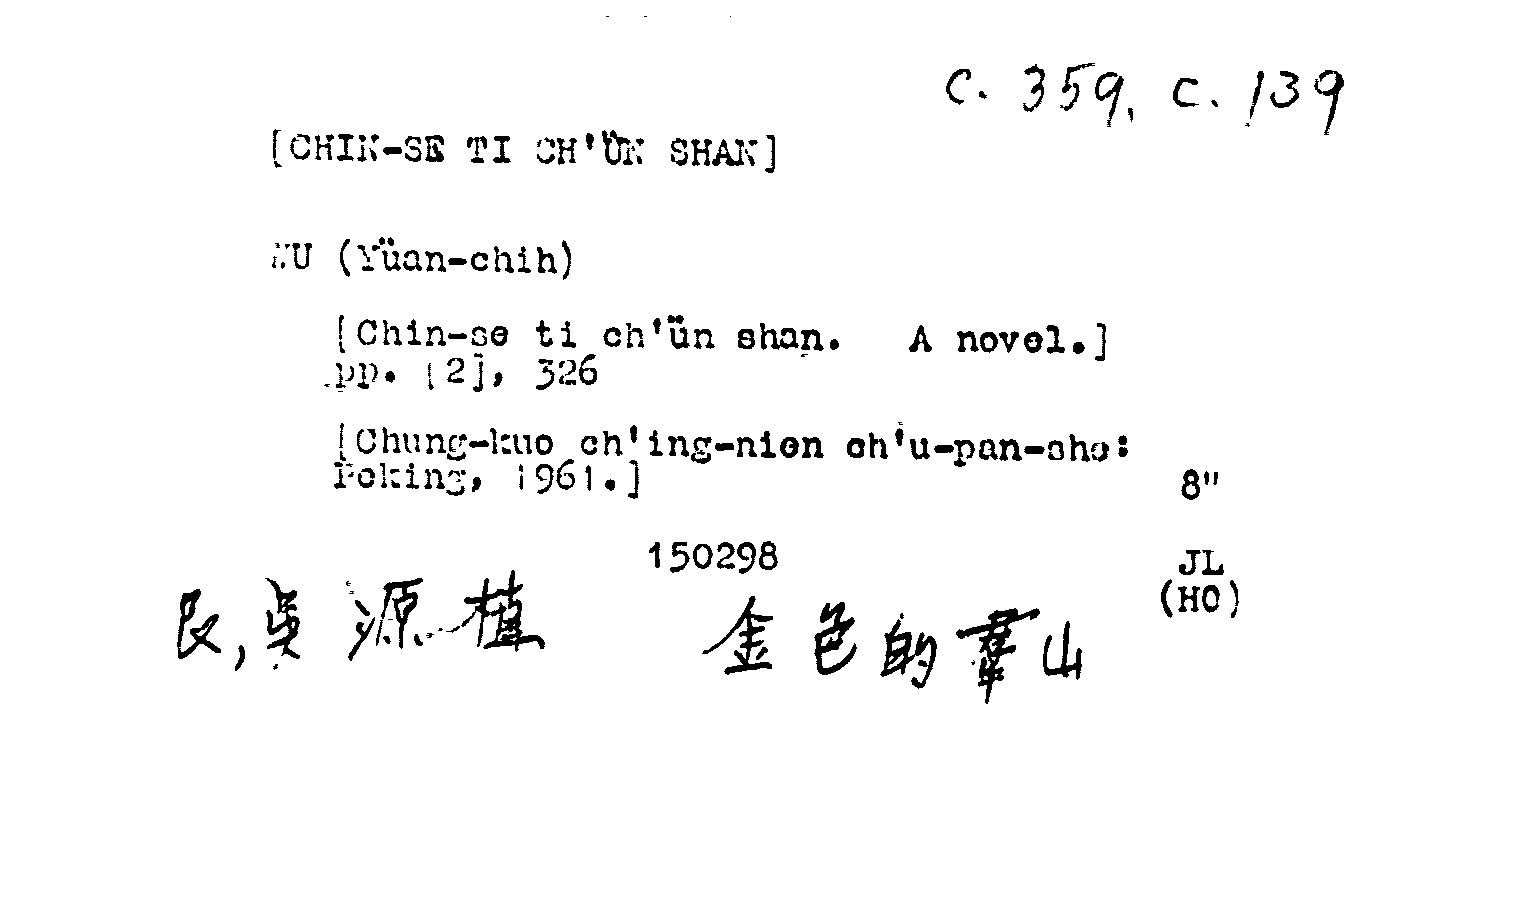 c. 359, c. 139
[CHIN-SE TI CH'ÜN SHAN]
WU (Yüan-chih)
[Chin-se ti ch'ün shan. A novel.]
pp. [2], 326
[Chung-kuo ch'ing-nien ch'u-pan-she:
Peking, 1961.]
8"
150298
JL
(HO)
吳源植 金色的羣山